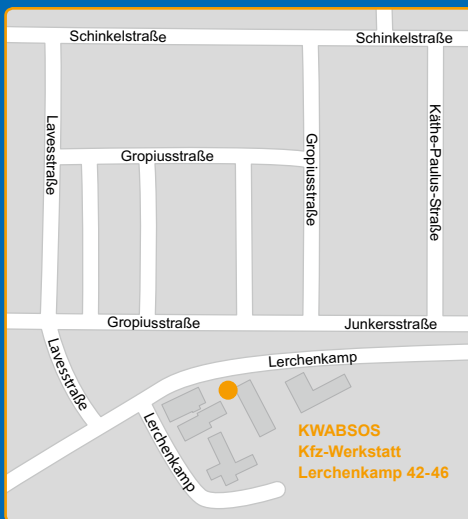 Schinkelstraße
Schinkelstraße
Lavesstraße
Gropiusstraße
Gropiusstraße
Käthe-Paulus-Straße
Gropiusstraße
Junkersstraße
Lavesstraße
Lerchenkamp
Lerchenkamp
KWABSOS
Kfz-Werkstatt
Lerchenkamp 42-46